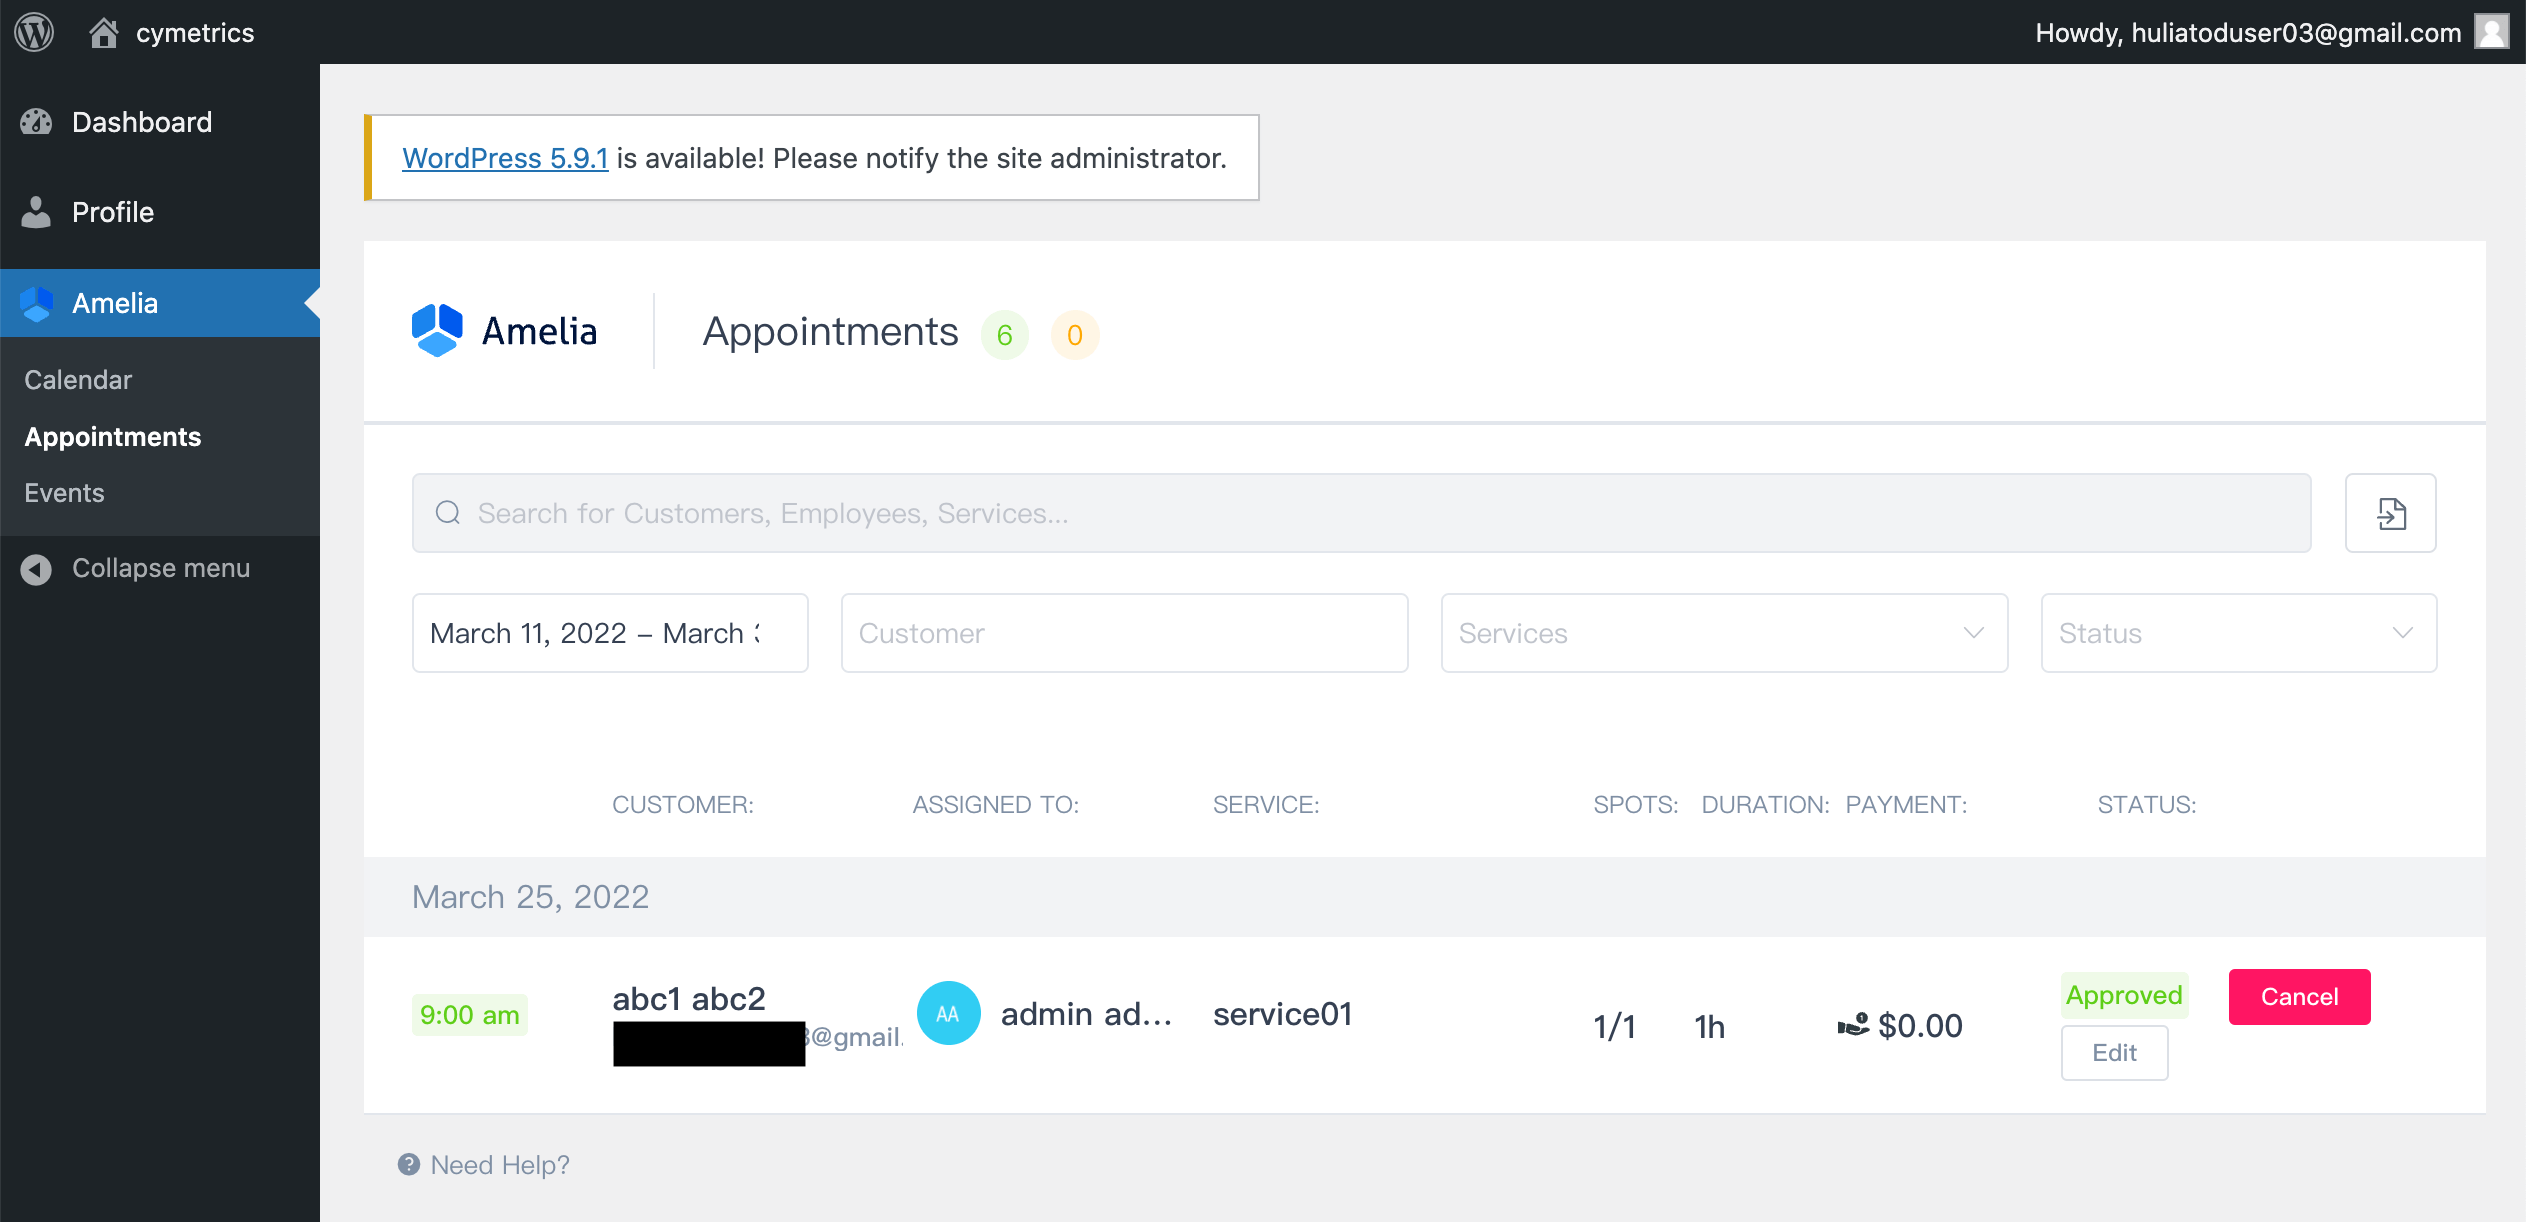 cymetrics
Howdy, huliatoduser03@gmail.com
Dashboard
Profile
Amelia
Calendar
Appointments
Events
Collapse menu
WordPress 5.9.1 is available! Please notify the site administrator.
Amelia
Appointments 6 0
Search for Customers, Employees, Services...
March 11, 2022 – March
Customer
Services
Status
CUSTOMER: ASSIGNED TO: SERVICE: SPOTS: DURATION: PAYMENT: STATUS:
March 25, 2022
9:00 am
abc1 abc2
@gmail.
AA
admin ad...
service01
1/1
1h
$0.00
Approved
Edit
Cancel
Need Help?